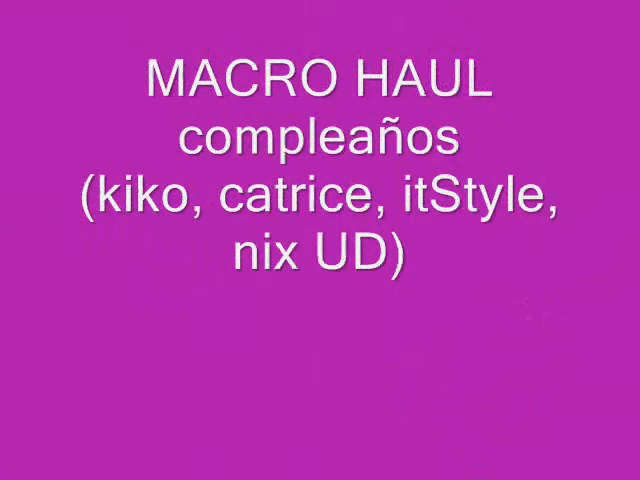 MACRO HAUL
compleaños
(kiko, catrice, itStyle,
nix UD)